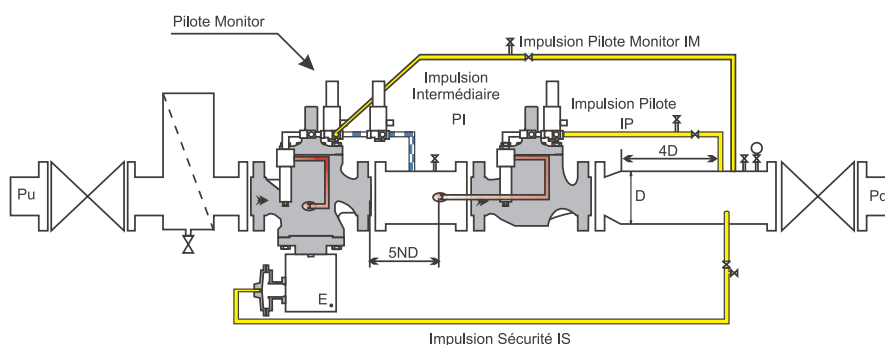 Pilote Monitor
Impulsion Pilote Monitor IM
Impulsion
Intermédiaire
PI
Impulsion Pilote
IP
4D
Pu
D
Pd
5ND
E
Impulsion Sécurité IS